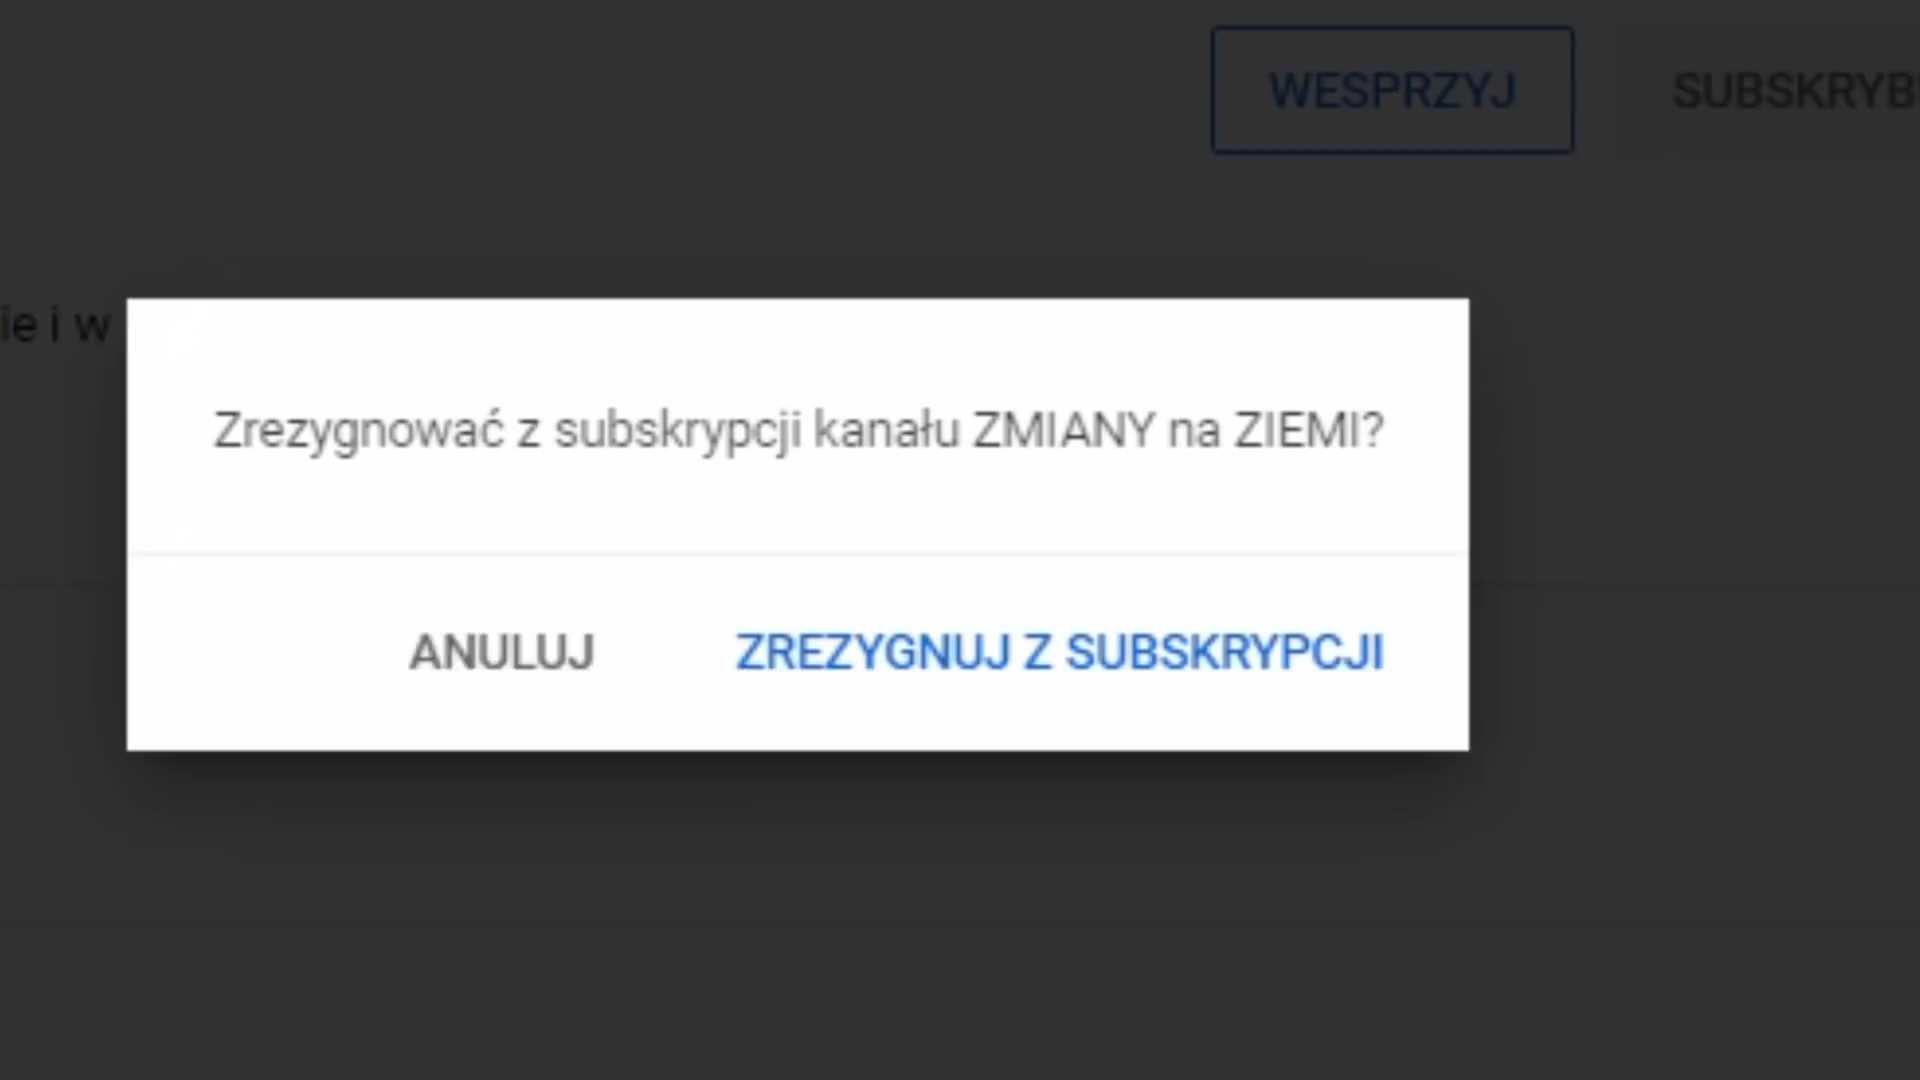 WESPRZYJ
SUBSKRYB
ie i w
Zrezygnować z subskrypcji kanału ZMIANY na ZIEMI?
ANULUJ
ZREZYGNUJ Z SUBSKRYPCJI